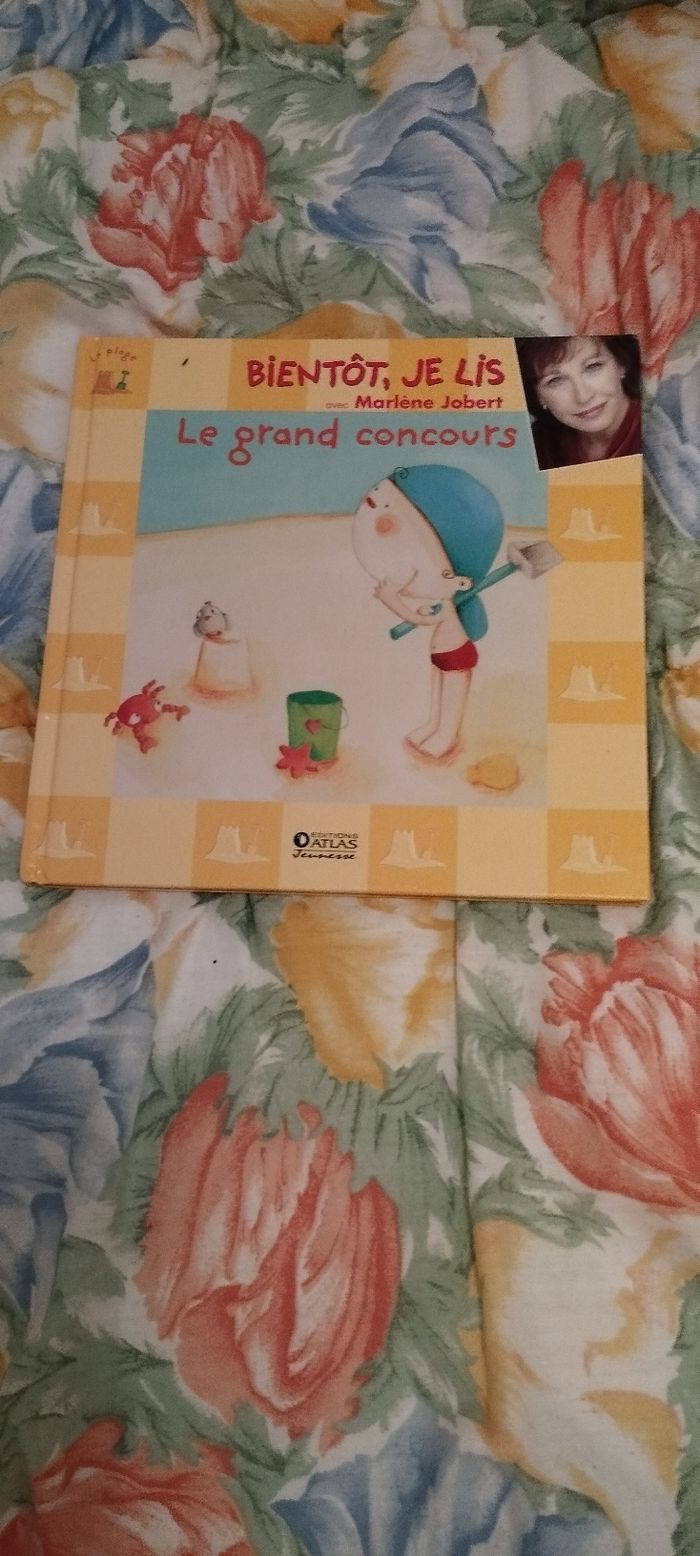 La plage
BIENTÔT, JE LIS
avec Marlène Jobert
Le grand concours
EDITIONS
ATLAS
Jeunesse